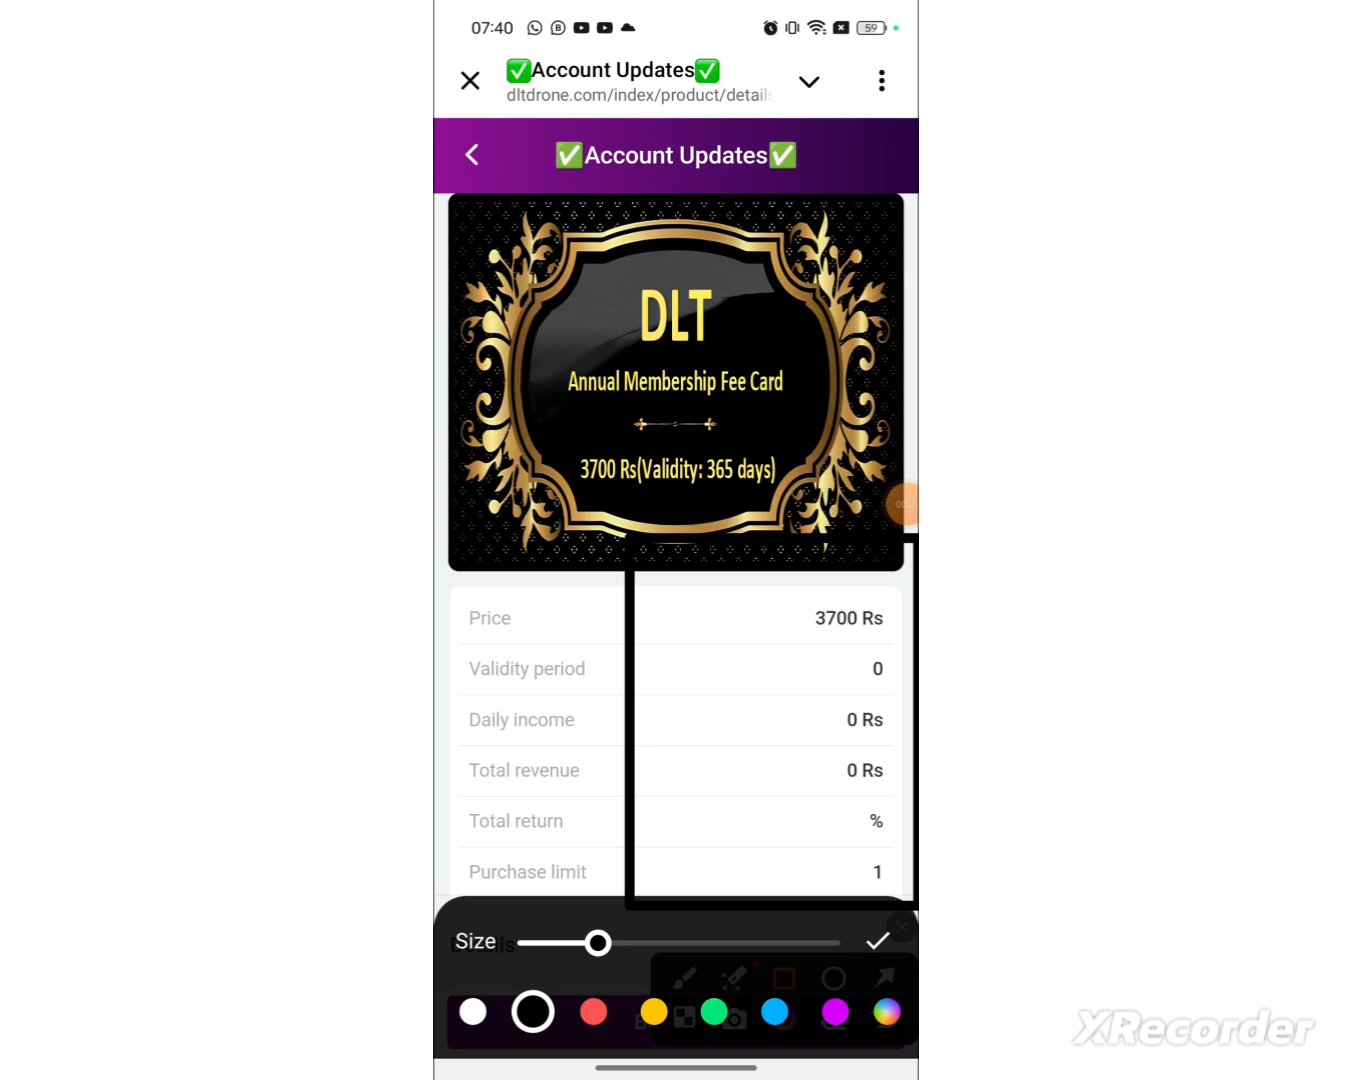 07:40
59
✅Account Updates✅
dltdrone.com/index/product/details
✅Account Updates✅
DLT
Annual Membership Fee Card
3700 Rs(Validity: 365 days)
Price 3700 Rs
Validity period 0
Daily income 0 Rs
Total revenue 0 Rs
Total return %
Purchase limit 1
Size
XRecorder